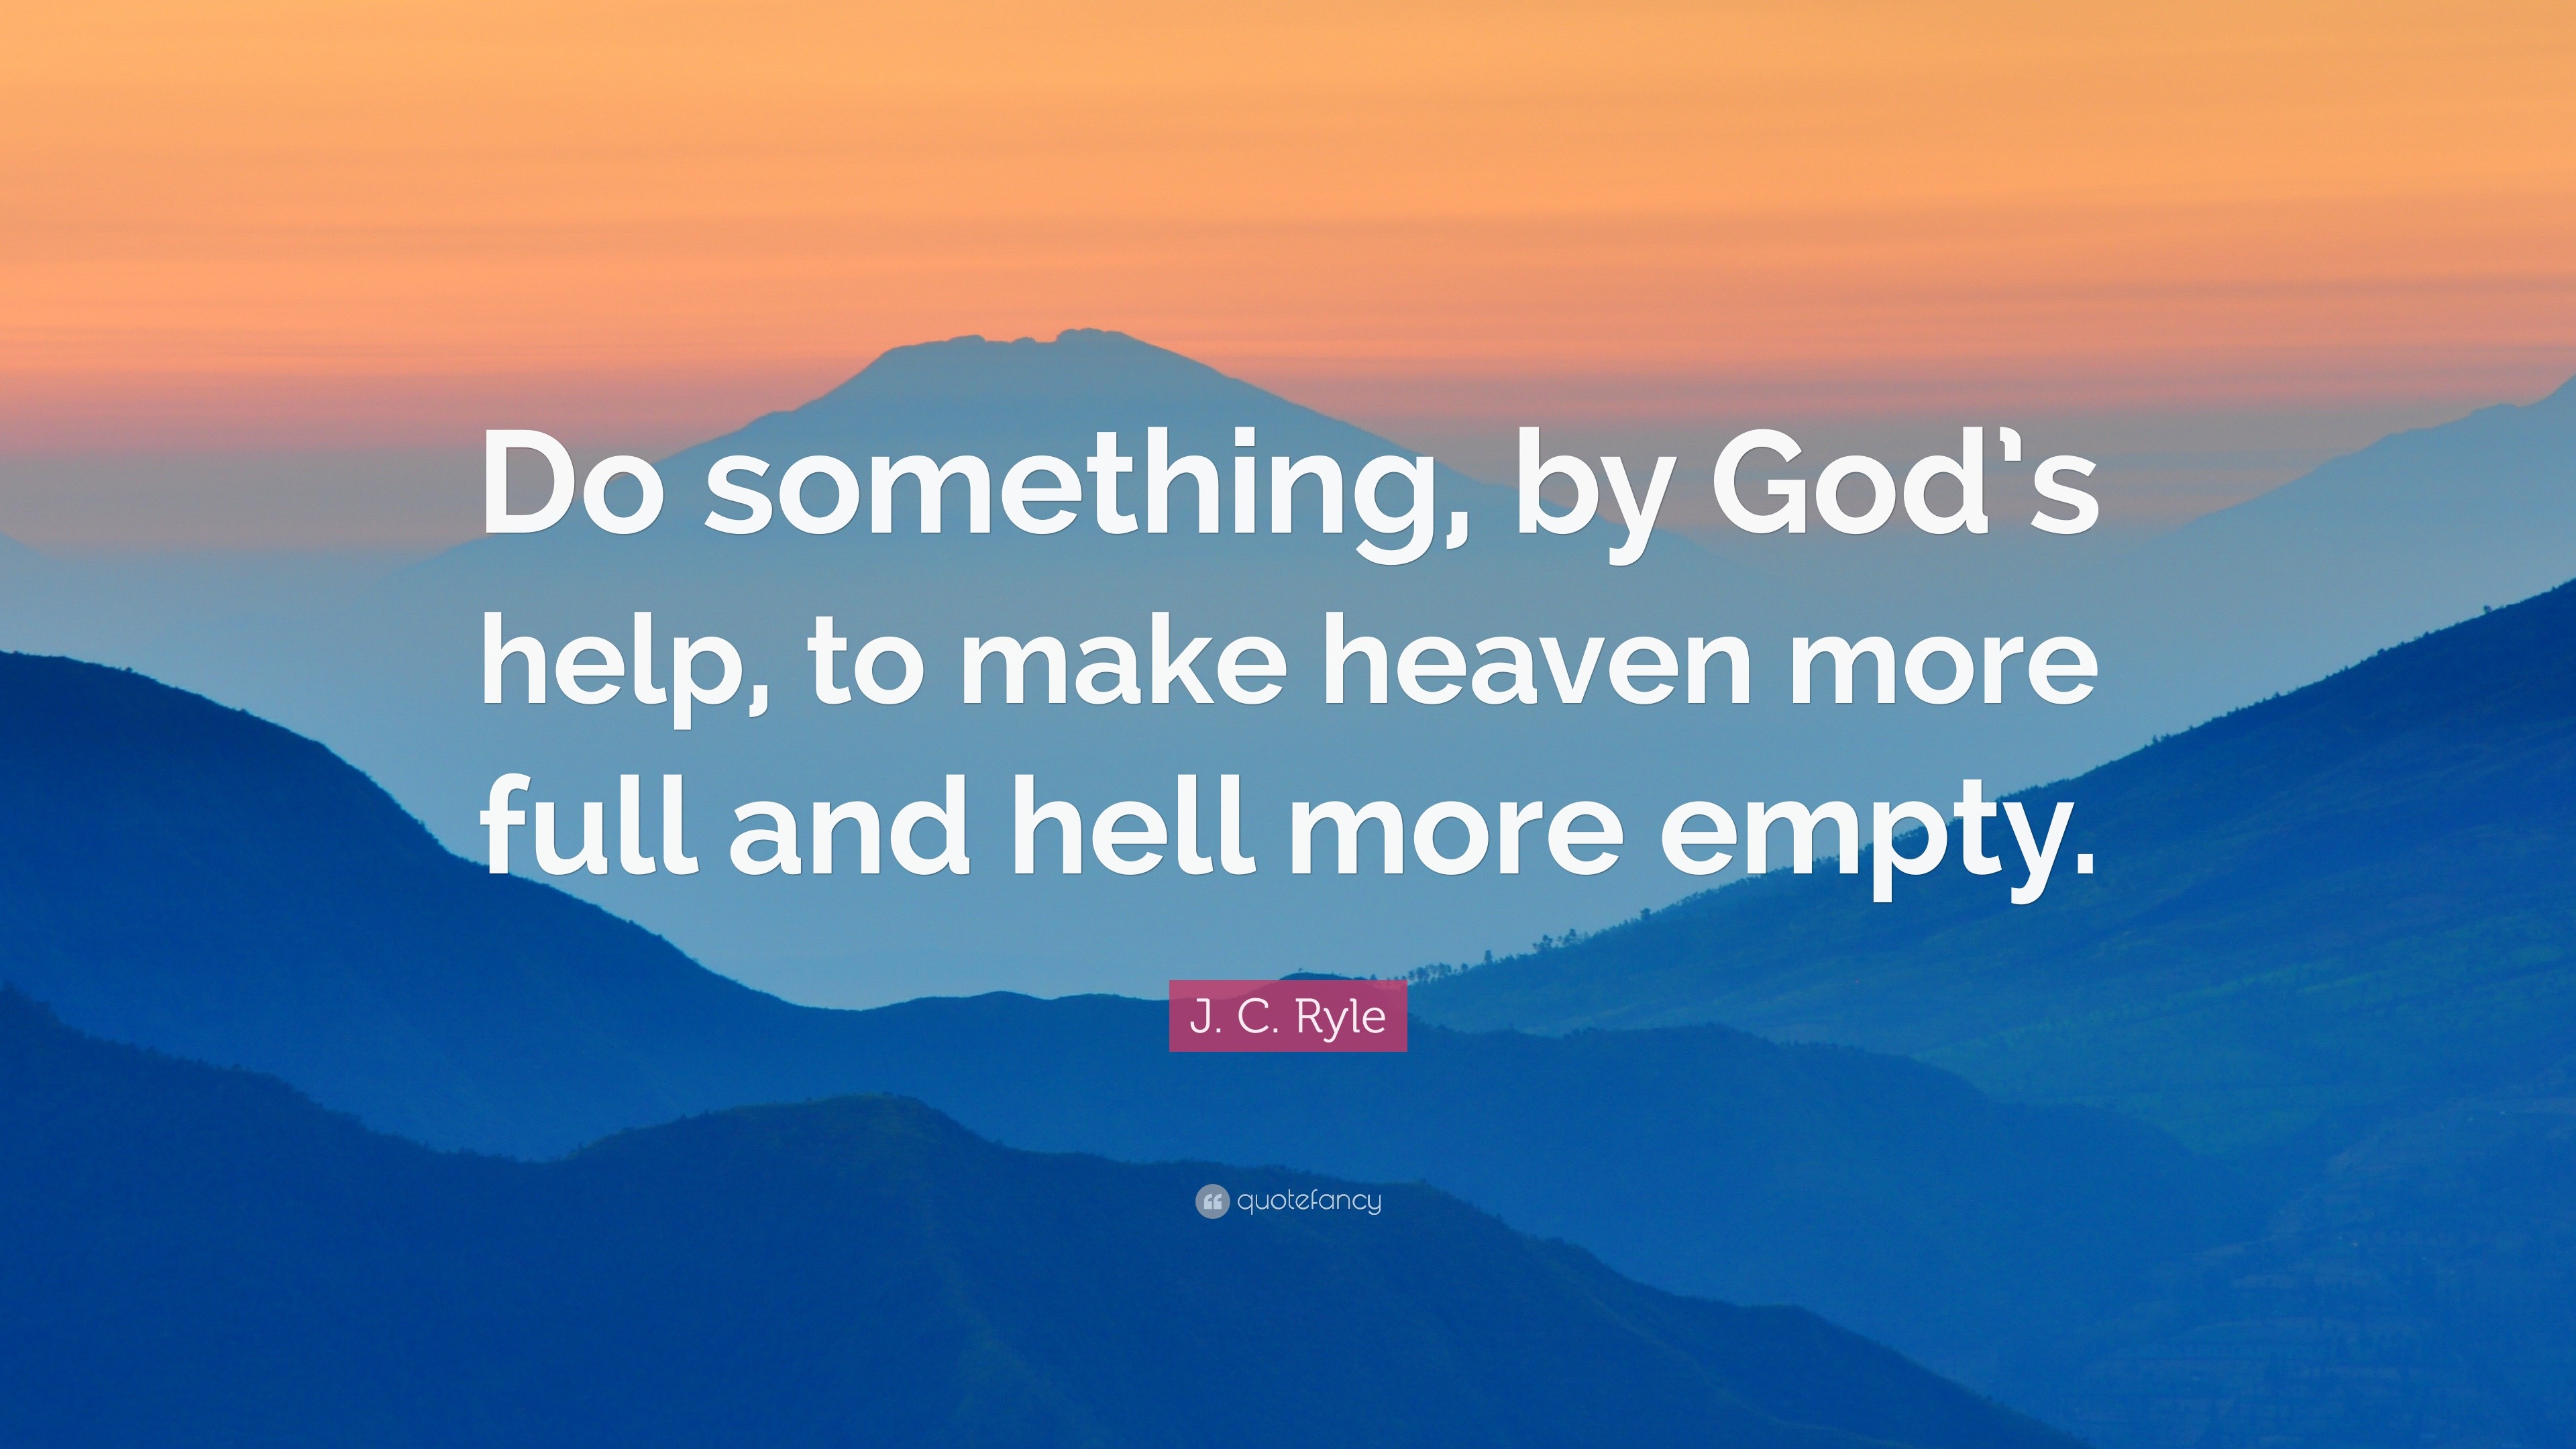 Do something, by God’s
help, to make heaven more
full and hell more empty.
J. C. Ryle
quotefancy